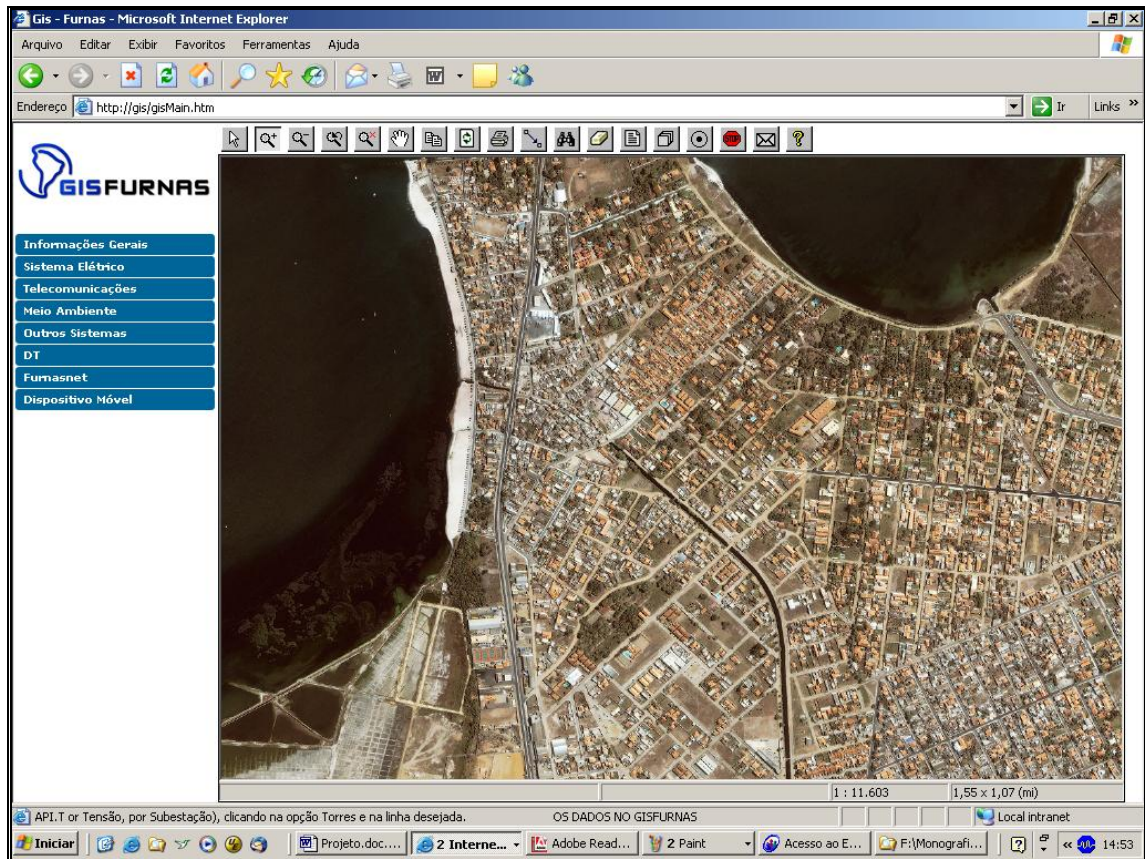 Gis - Furnas - Microsoft Internet Explorer
Arquivo Editar Exibir Favoritos Ferramentas Ajuda
Endereço http://gis/gisMain.htm Ir Links »
STOP
GISFURNAS
Informações Gerais
Sistema Elétrico
Telecomunicações
Meio Ambiente
Outros Sistemas
DT
Furnasnet
Dispositivo Móvel
1 : 11.603 1,55 x 1,07 (mi)
API.T or Tensão, por Subestação), clicando na opção Torres e na linha desejada. OS DADOS NO GISFURNAS Local intranet
Iniciar Projeto.doc.... 2 Interne... Adobe Read... 2 Paint Acesso ao E... F:\Monografi... « 14:53